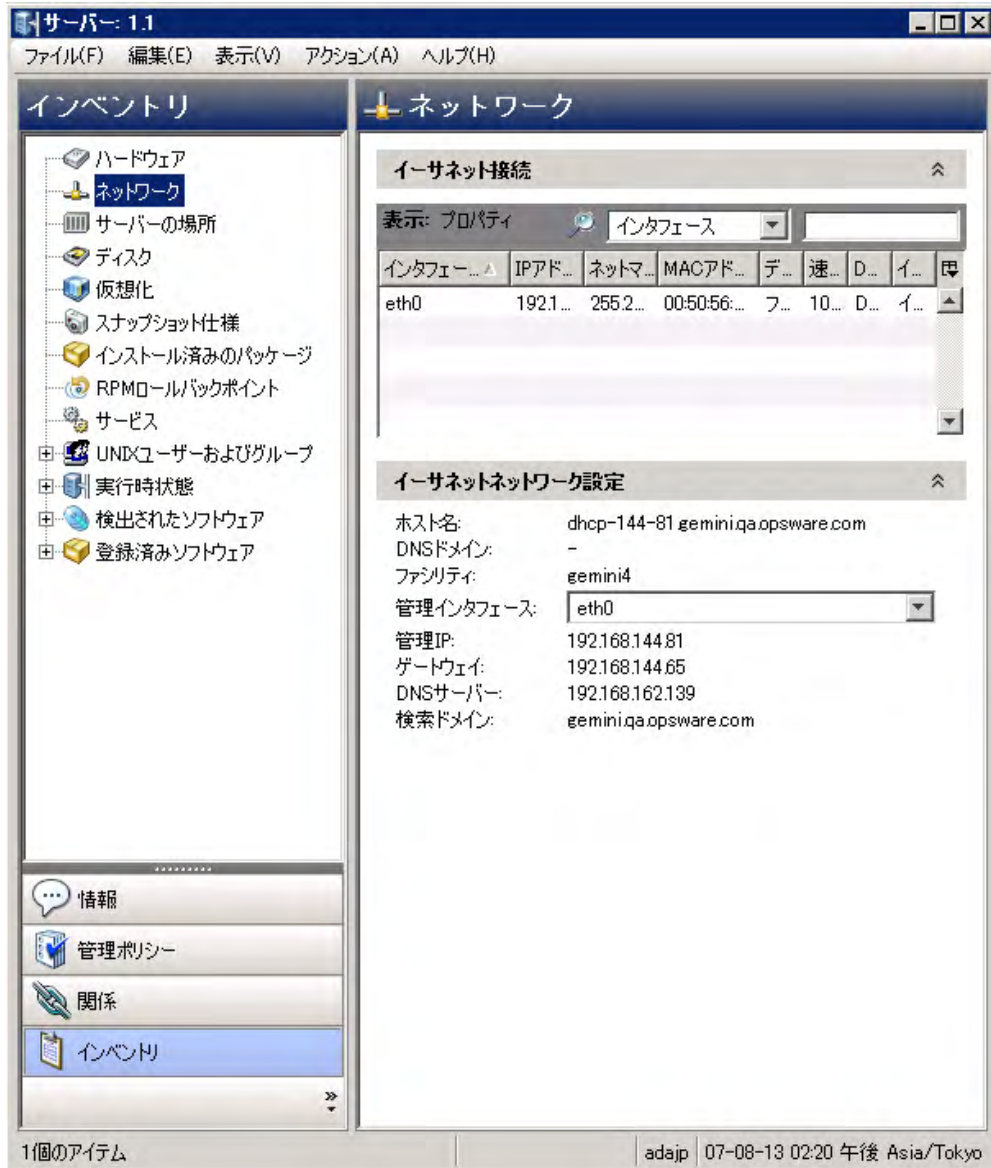 サーバー: 1.1
ファイル(F) 編集(E) 表示(V) アクション(A) ヘルプ(H)
インベントリ
ハードウェア
ネットワーク
サーバーの場所
ディスク
仮想化
スナップショット仕様
インストール済みのパッケージ
RPMロールバックポイント
サービス
UNIXユーザーおよびグループ
実行時状態
検出されたソフトウェア
登録済みソフトウェア
情報
管理ポリシー
関係
インベントリ
ネットワーク
イーサネット接続
表示: プロパティ インタフェース
インタフェー... IPアド... ネットマ... MACアド... デ... 速... D... イ...
eth0 192.1... 255.2... 00:50:56:... フ... 10... D... イ...
イーサネットネットワーク設定
ホスト名: dhcp-144-81.gemini.qa.opsware.com
DNSドメイン: -
ファシリティ: gemini4
管理インタフェース: eth0
管理IP: 192.168.144.81
ゲートウェイ: 192.168.144.65
DNSサーバー: 192.168.162.139
検索ドメイン: gemini.qa.opsware.com
1個のアイテム adajp 07-08-13 02:20 午後 Asia/Tokyo